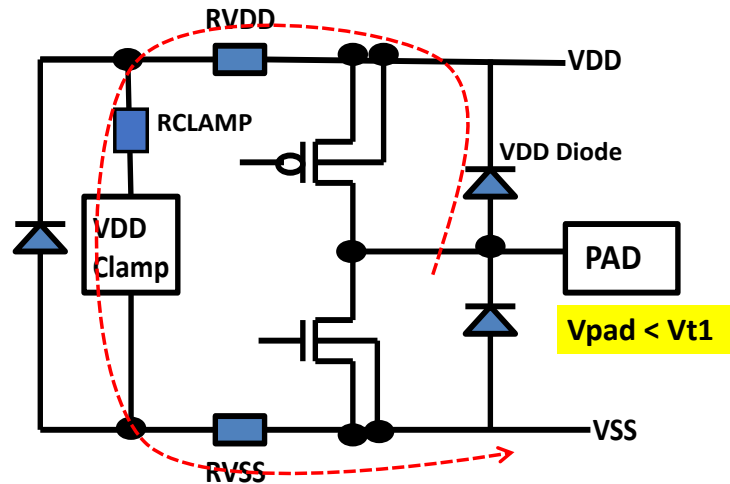 RVDD
VDD
RCLAMP
VDD Diode
VDD
Clamp
PAD
Vpad < Vt1
VSS
RVSS